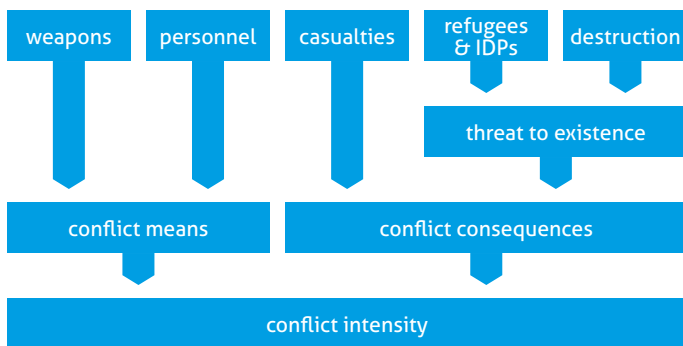 weapons
personnel
casualties
refugees
& IDPs
destruction
threat to existence
conflict means
conflict consequences
conflict intensity